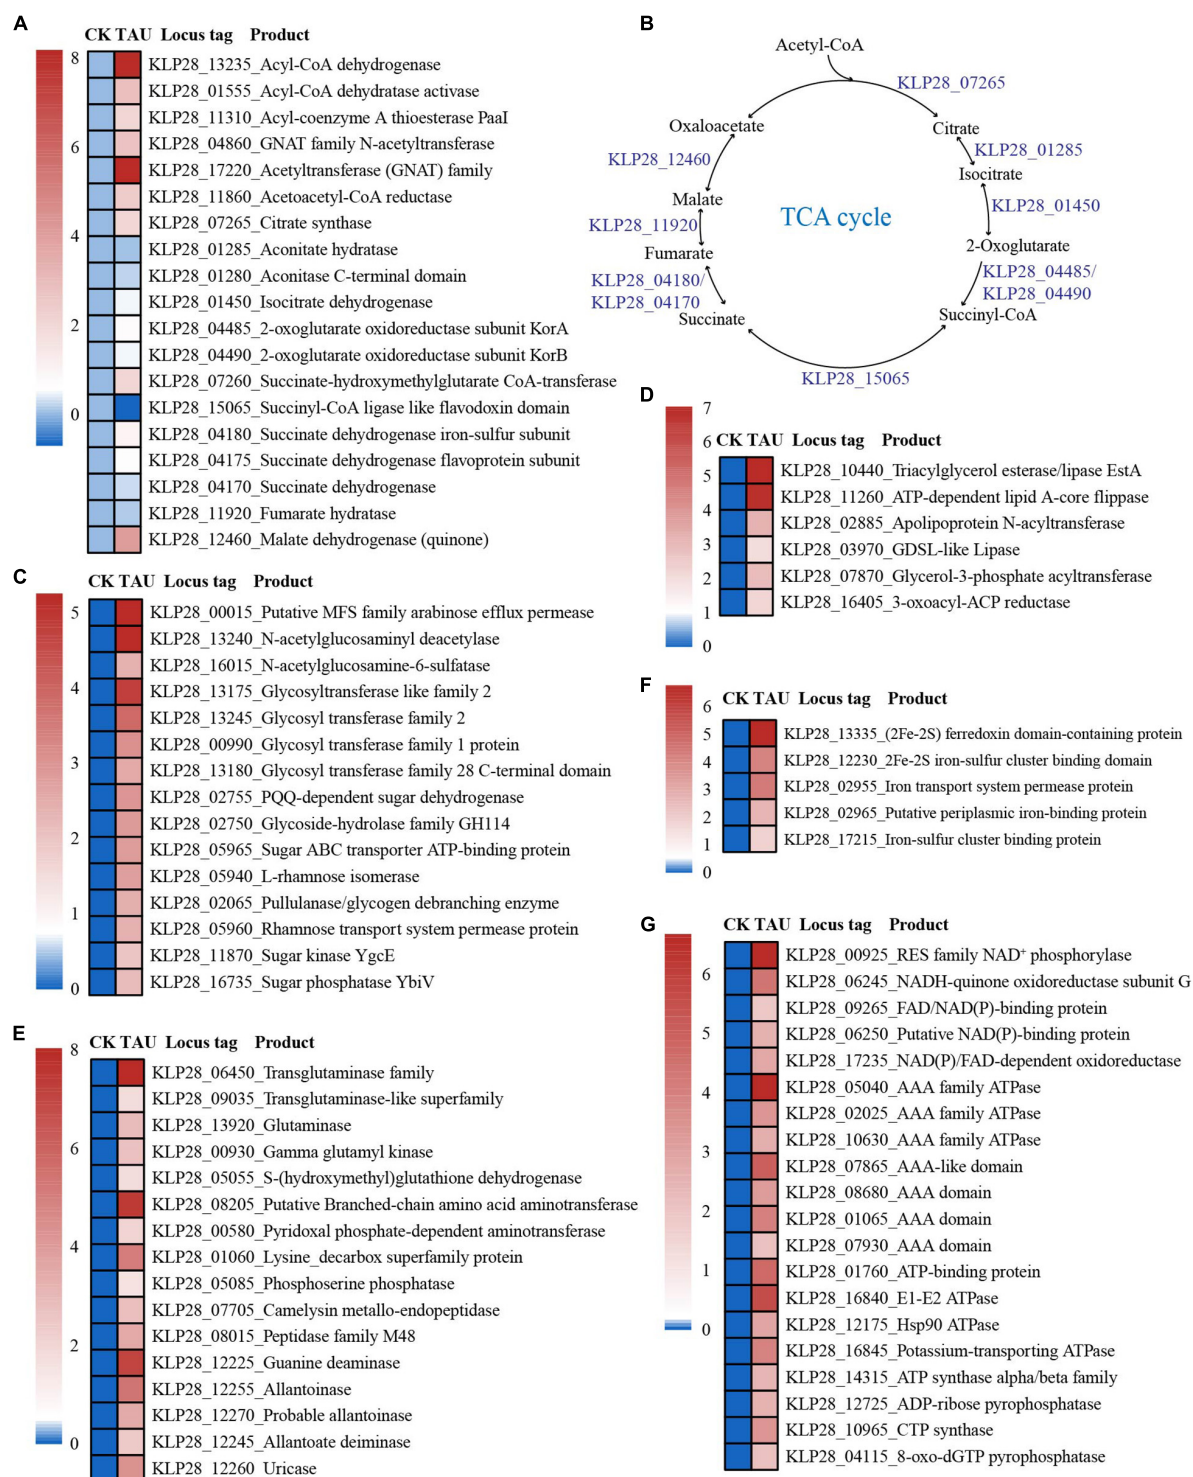 A
CK TAU Locus tag Product
8
6
4
2
0
KLP28_13235_Acyl-CoA dehydrogenase
KLP28_01555_Acyl-CoA dehydratase activase
KLP28_11310_Acyl-coenzyme A thioesterase PaaI
KLP28_04860_GNAT family N-acetyltransferase
KLP28_17220_Acetyltransferase (GNAT) family
KLP28_11860_Acetoacetyl-CoA reductase
KLP28_07265_Citrate synthase
KLP28_01285_Aconitate hydratase
KLP28_01280_Aconitase C-terminal domain
KLP28_01450_Isocitrate dehydrogenase
KLP28_04485_2-oxoglutarate oxidoreductase subunit KorA
KLP28_04490_2-oxoglutarate oxidoreductase subunit KorB
KLP28_07260_Succinate-hydroxymethylglutarate CoA-transferase
KLP28_15065_Succinyl-CoA ligase like flavodoxin domain
KLP28_04180_Succinate dehydrogenase iron-sulfur subunit
KLP28_04175_Succinate dehydrogenase flavoprotein subunit
KLP28_04170_Succinate dehydrogenase
KLP28_11920_Fumarate hydratase
KLP28_12460_Malate dehydrogenase (quinone)
B
Acetyl-CoA
KLP28_07265
Oxaloacetate
Citrate
KLP28_12460
KLP28_01285
Isocitrate
Malate
KLP28_01450
TCA cycle
KLP28_11920
2-Oxoglutarate
Fumarate
KLP28_04485/
KLP28_04490
KLP28_04180/
KLP28_04170
Succinyl-CoA
Succinate
KLP28_15065
C
CK TAU Locus tag Product
5
4
3
2
1
0
KLP28_00015_Putative MFS family arabinose efflux permease
KLP28_13240_N-acetylglucosaminyl deacetylase
KLP28_16015_N-acetylglucosamine-6-sulfatase
KLP28_13175_Glycosyltransferase like family 2
KLP28_13245_Glycosyl transferase family 2
KLP28_00990_Glycosyl transferase family 1 protein
KLP28_13180_Glycosyl transferase family 28 C-terminal domain
KLP28_02755_PQQ-dependent sugar dehydrogenase
KLP28_02750_Glycoside-hydrolase family GH114
KLP28_05965_Sugar ABC transporter ATP-binding protein
KLP28_05940_L-rhamnose isomerase
KLP28_02065_Pullulanase/glycogen debranching enzyme
KLP28_05960_Rhamnose transport system permease protein
KLP28_11870_Sugar kinase YgcE
KLP28_16735_Sugar phosphatase YbiV
D
7
6
5
4
3
2
1
0
CK TAU Locus tag Product
KLP28_10440_Triacylglycerol esterase/lipase EstA
KLP28_11260_ATP-dependent lipid A-core flippase
KLP28_02885_Apolipoprotein N-acyltransferase
KLP28_03970_GDSL-like Lipase
KLP28_07870_Glycerol-3-phosphate acyltransferase
KLP28_16405_3-oxoacyl-ACP reductase
E
CK TAU Locus tag Product
8
6
4
2
0
KLP28_06450_Transglutaminase family
KLP28_09035_Transglutaminase-like superfamily
KLP28_13920_Glutaminase
KLP28_00930_Gamma glutamyl kinase
KLP28_05055_S-(hydroxymethyl)glutathione dehydrogenase
KLP28_08205_Putative Branched-chain amino acid aminotransferase
KLP28_00580_Pyridoxal phosphate-dependent aminotransferase
KLP28_01060_Lysine_decarbox superfamily protein
KLP28_05085_Phosphoserine phosphatase
KLP28_07705_Camelysin metallo-endopeptidase
KLP28_08015_Peptidase family M48
KLP28_12225_Guanine deaminase
KLP28_12255_Allantoinase
KLP28_12270_Probable allantoinase
KLP28_12245_Allantoate deiminase
KLP28_12260_Uricase
F
CK TAU Locus tag Product
6
5
4
3
2
1
0
KLP28_13335_(2Fe-2S) ferredoxin domain-containing protein
KLP28_12230_2Fe-2S iron-sulfur cluster binding domain
KLP28_02955_Iron transport system permease protein
KLP28_02965_Putative periplasmic iron-binding protein
KLP28_17215_Iron-sulfur cluster binding protein
G
CK TAU Locus tag Product
6
5
4
3
2
1
0
KLP28_00925_RES family NAD⁺ phosphorylase
KLP28_06245_NADH-quinone oxidoreductase subunit G
KLP28_09265_FAD/NAD(P)-binding protein
KLP28_06250_Putative NAD(P)-binding protein
KLP28_17235_NAD(P)/FAD-dependent oxidoreductase
KLP28_05040_AAA family ATPase
KLP28_02025_AAA family ATPase
KLP28_10630_AAA family ATPase
KLP28_07865_AAA-like domain
KLP28_08680_AAA domain
KLP28_01065_AAA domain
KLP28_07930_AAA domain
KLP28_01760_ATP-binding protein
KLP28_16840_E1-E2 ATPase
KLP28_12175_Hsp90 ATPase
KLP28_16845_Potassium-transporting ATPase
KLP28_14315_ATP synthase alpha/beta family
KLP28_12725_ADP-ribose pyrophosphatase
KLP28_10965_CTP synthase
KLP28_04115_8-oxo-dGTP pyrophosphatase